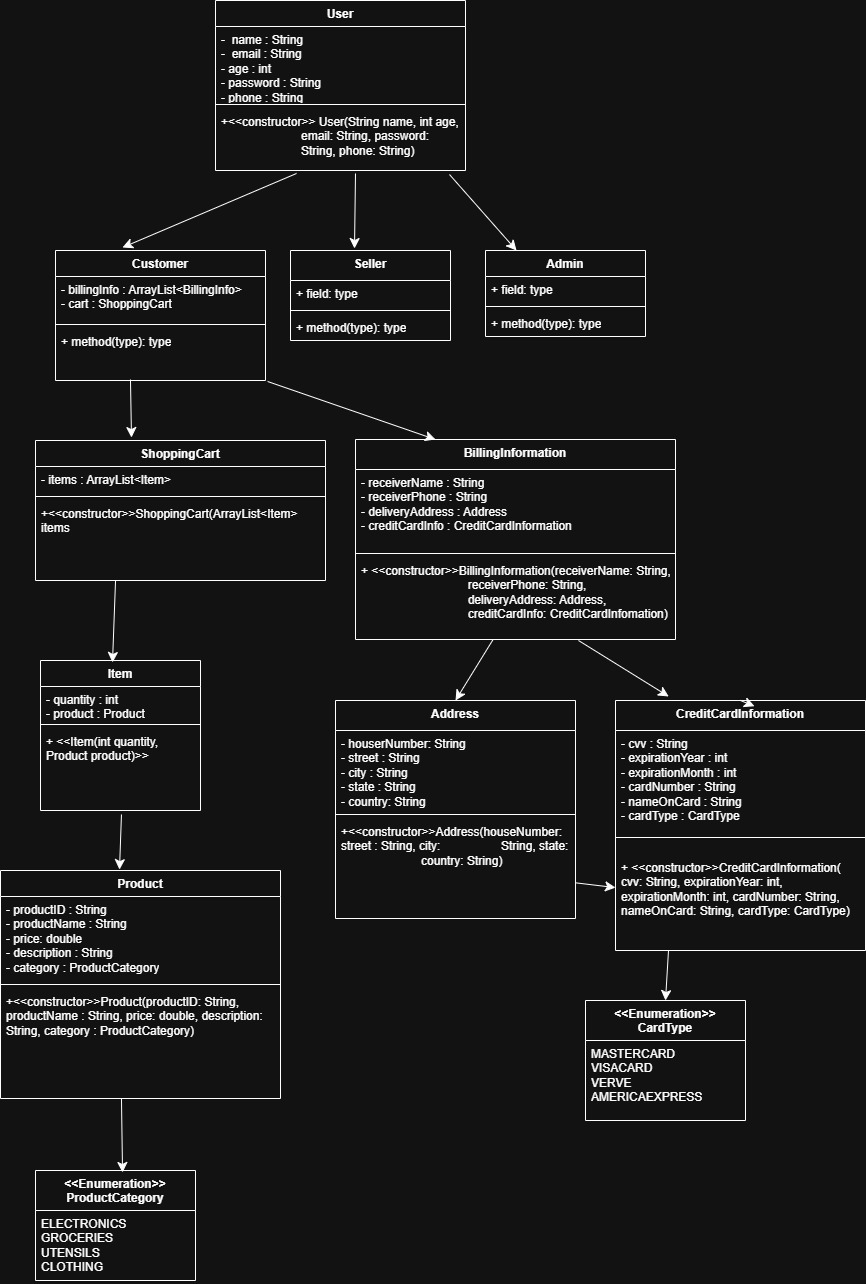 User
- name : String
- email : String
- age : int
- password : String
- phone : String
+<<constructor>> User(String name, int age,
email: String, password:
String, phone: String)
Customer
- billingInfo : ArrayList<BillingInfo>
- cart : ShoppingCart
+ method(type): type
Seller
+ field: type
+ method(type): type
Admin
+ field: type
+ method(type): type
ShoppingCart
- items : ArrayList<Item>
+<<constructor>>ShoppingCart(ArrayList<Item>
items
BillingInformation
- receiverName : String
- receiverPhone : String
- deliveryAddress : Address
- creditCardInfo : CreditCardInformation
+ <<constructor>>BillingInformation(receiverName: String,
receiverPhone: String,
deliveryAddress: Address,
creditCardInfo: CreditCardInfomation)
Item
- quantity : int
- product : Product
+ <<Item(int quantity,
Product product)>>
Address
- houserNumber: String
- street : String
- city : String
- state : String
- country: String
+<<constructor>>Address(houseNumber:
street : String, city: String, state:
country: String)
CreditCardInformation
- cvv : String
- expirationYear : int
- expirationMonth : int
- cardNumber : String
- nameOnCard : String
- cardType : CardType
+ <<constructor>>CreditCardInformation(
cvv: String, expirationYear: int,
expirationMonth: int, cardNumber: String,
nameOnCard: String, cardType: CardType)
Product
- productID : String
- productName : String
- price: double
- description : String
- category : ProductCategory
+<<constructor>>Product(productID: String,
productName : String, price: double, description:
String, category : ProductCategory)
<<Enumeration>>
CardType
MASTERCARD
VISACARD
VERVE
AMERICAEXPRESS
<<Enumeration>>
ProductCategory
ELECTRONICS
GROCERIES
UTENSILS
CLOTHING